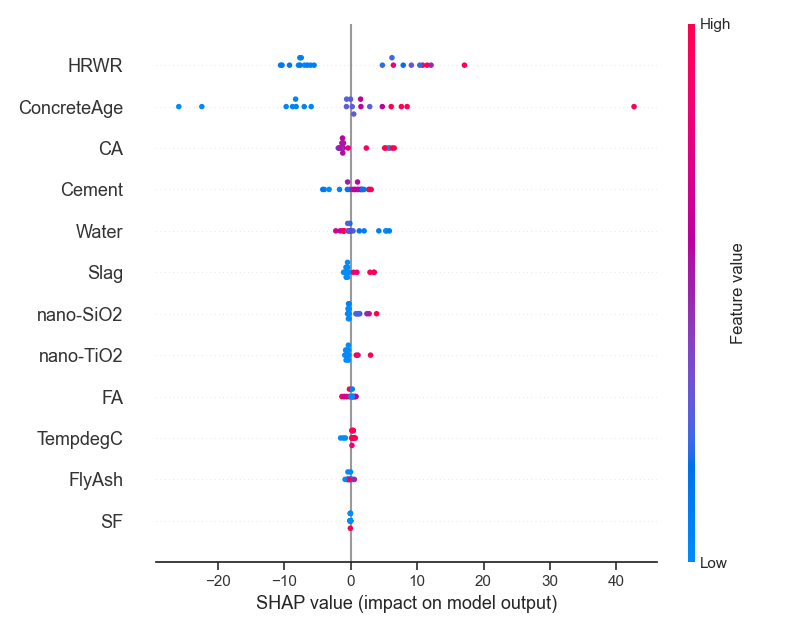 High
HRWR
ConcreteAge
CA
Cement
Water
Slag
nano-SiO2
nano-TiO2
FA
TempdegC
FlyAsh
SF
Feature value
Low
−20 −10 0 10 20 30 40
SHAP value (impact on model output)